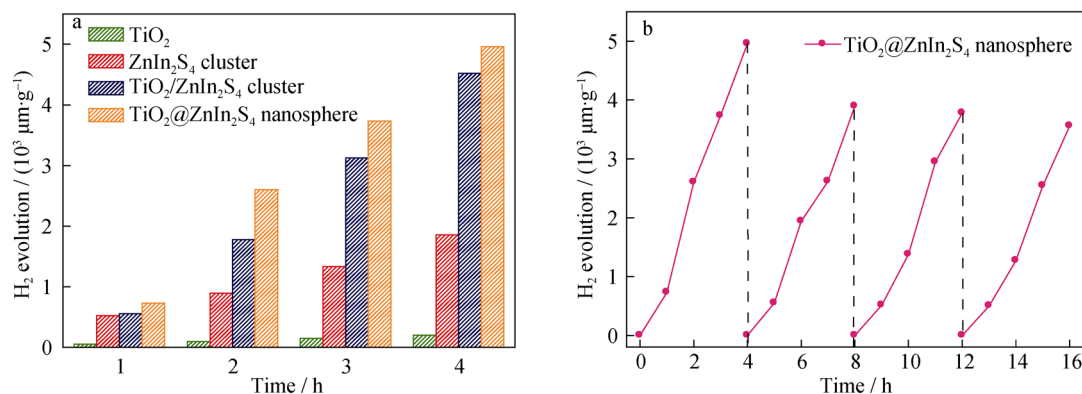 a
TiO₂
ZnIn₂S₄ cluster
TiO₂/ZnIn₂S₄ cluster
TiO₂@ZnIn₂S₄ nanosphere
H₂ evolution / (10³ μm·g⁻¹)
5
4
3
2
1
0
1 2 3 4
Time / h
b
TiO₂@ZnIn₂S₄ nanosphere
H₂ evolution / (10³ μm·g⁻¹)
5
4
3
2
1
0
0 2 4 6 8 10 12 14 16
Time / h